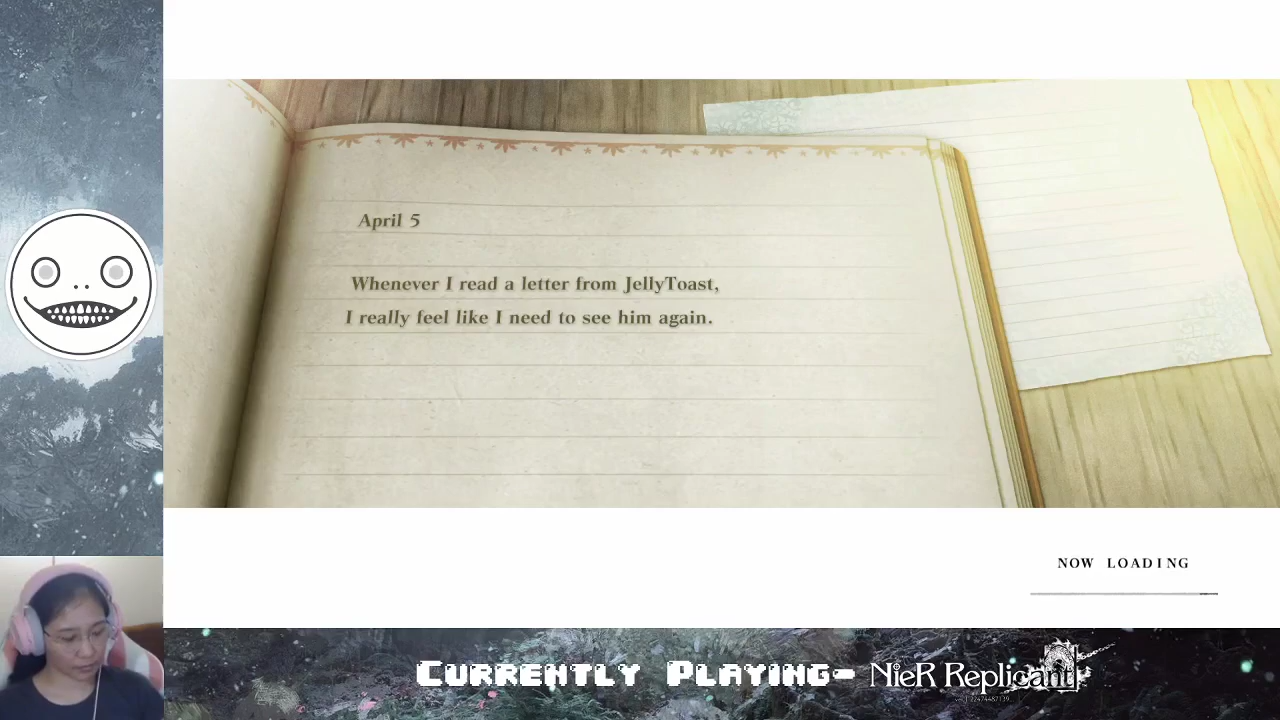 April 5
Whenever I read a letter from JellyToast,
I really feel like I need to see him again.
NOW LOADING
CURRENTLY PLAYING- NieR Replicant